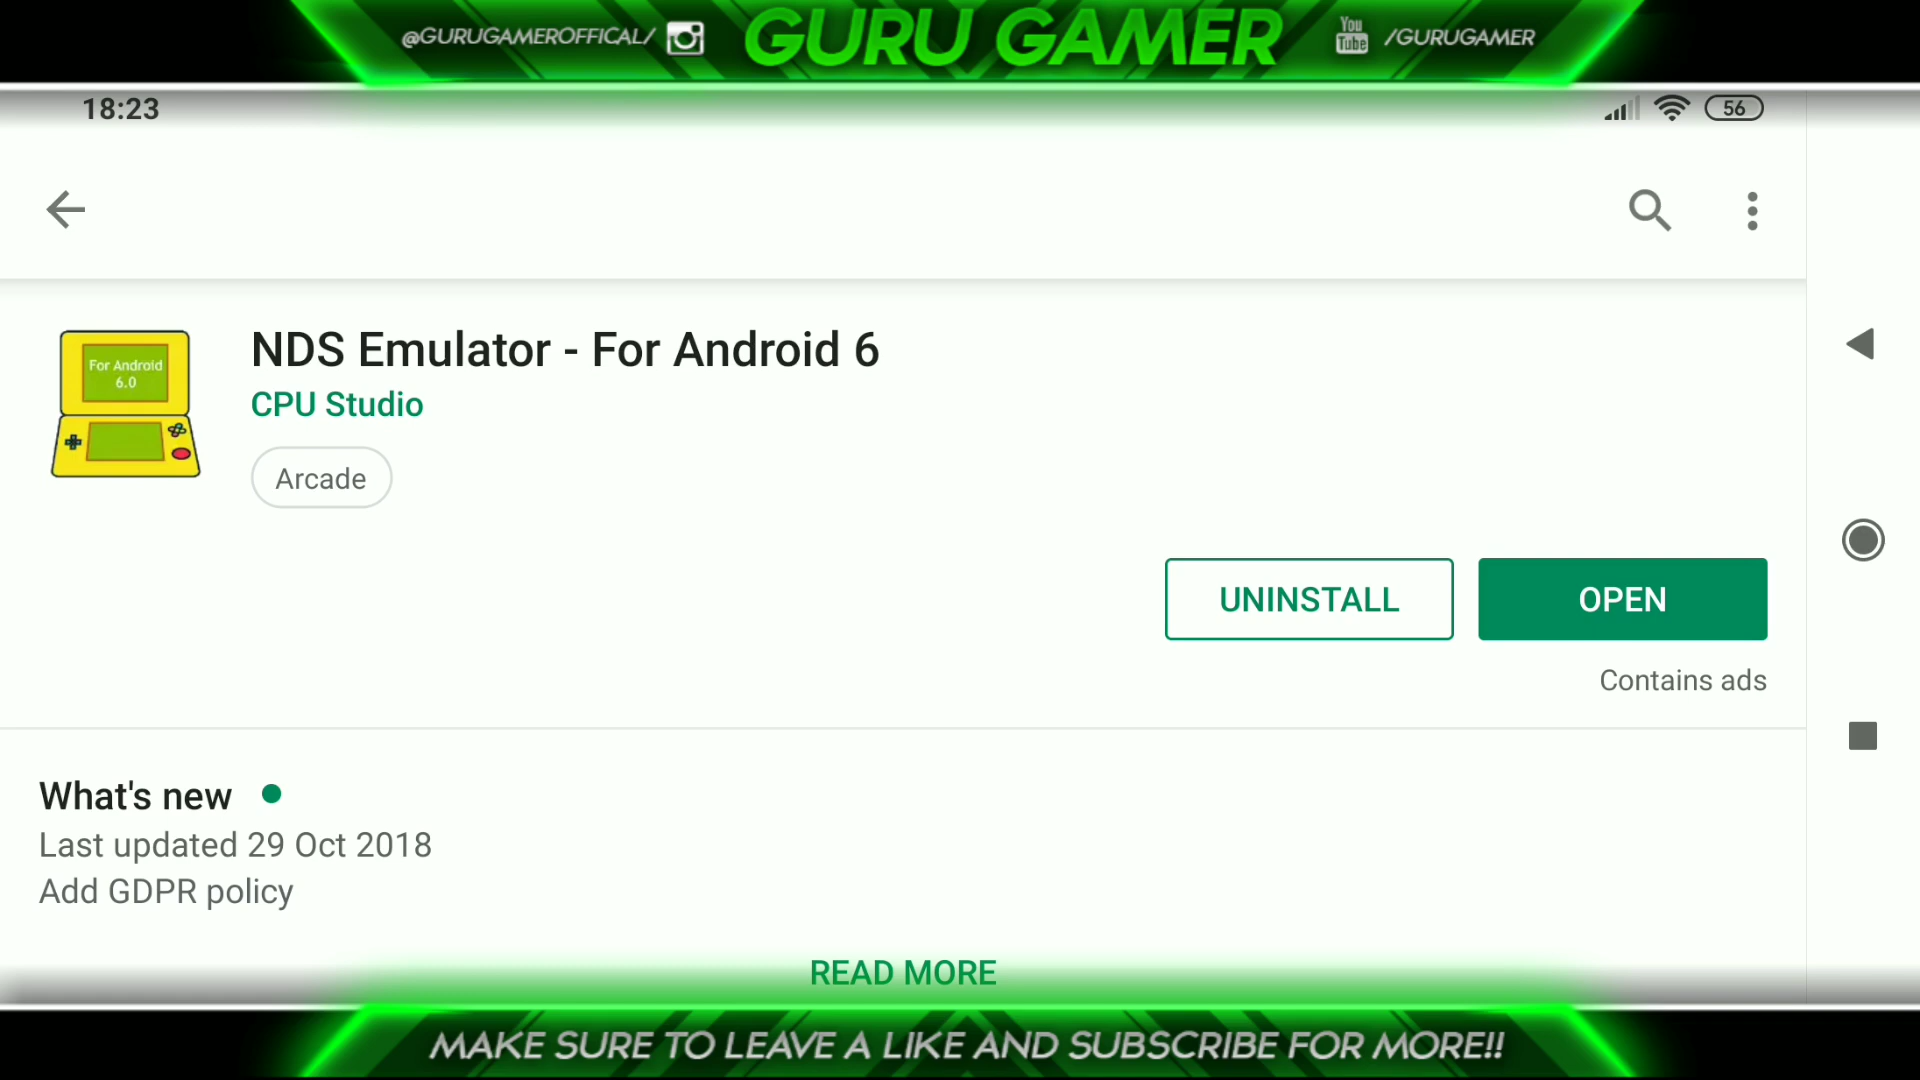 @GURUGAMEROFFICAL/ GURU GAMER You Tube /GURUGAMER
18:23 56
For Android
6.0
NDS Emulator - For Android 6
CPU Studio
Arcade
UNINSTALL OPEN
Contains ads
What's new
Last updated 29 Oct 2018
Add GDPR policy
READ MORE
MAKE SURE TO LEAVE A LIKE AND SUBSCRIBE FOR MORE!!